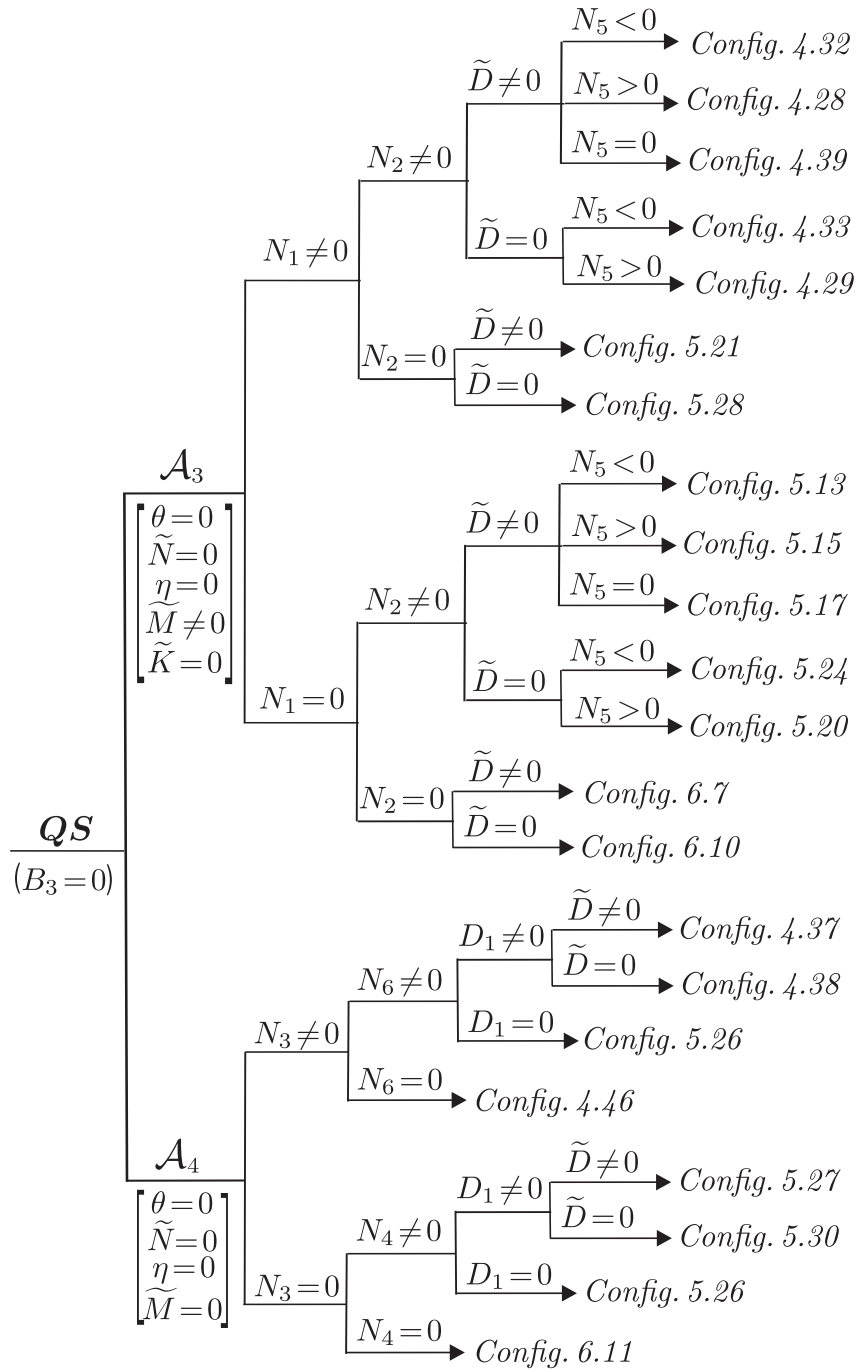 N₅<0
Config. 4.32
D̃≠0
N₅>0
Config. 4.28
N₂≠0
N₅=0
Config. 4.39
N₅<0
Config. 4.33
N₁≠0
D̃=0
N₅>0
Config. 4.29
D̃≠0
Config. 5.21
N₂=0
D̃=0
Config. 5.28
𝒜₃
θ=0
Ñ=0
η=0
M̃≠0
K̃=0
N₅<0
Config. 5.13
D̃≠0
N₅>0
Config. 5.15
N₂≠0
N₅=0
Config. 5.17
N₅<0
Config. 5.24
N₁=0
D̃=0
N₅>0
Config. 5.20
D̃≠0
Config. 6.7
N₂=0
D̃=0
Config. 6.10
QS
(B₃=0)
D̃≠0
Config. 4.37
D₁≠0
D̃=0
Config. 4.38
N₆≠0
D₁=0
Config. 5.26
N₃≠0
N₆=0
Config. 4.46
𝒜₄
θ=0
Ñ=0
η=0
M̃=0
D̃≠0
Config. 5.27
D₁≠0
D̃=0
Config. 5.30
N₄≠0
D₁=0
Config. 5.26
N₃=0
N₄=0
Config. 6.11